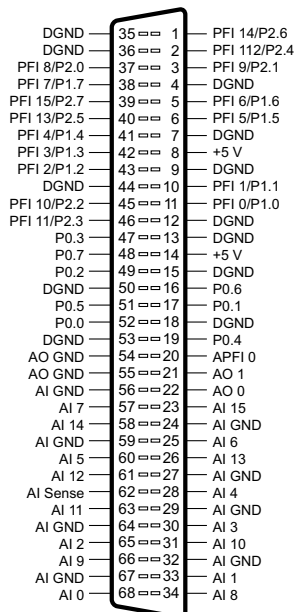 DGND 35 1 PFI 14/P2.6
DGND 36 2 PFI 112/P2.4
PFI 8/P2.0 37 3 PFI 9/P2.1
PFI 7/P1.7 38 4 DGND
PFI 15/P2.7 39 5 PFI 6/P1.6
PFI 13/P2.5 40 6 PFI 5/P1.5
PFI 4/P1.4 41 7 DGND
PFI 3/P1.3 42 8 +5 V
PFI 2/P1.2 43 9 DGND
DGND 44 10 PFI 1/P1.1
PFI 10/P2.2 45 11 PFI 0/P1.0
PFI 11/P2.3 46 12 DGND
P0.3 47 13 DGND
P0.7 48 14 +5 V
P0.2 49 15 DGND
DGND 50 16 P0.6
P0.5 51 17 P0.1
P0.0 52 18 DGND
DGND 53 19 P0.4
AO GND 54 20 APFI 0
AO GND 55 21 AO 1
AI GND 56 22 AO 0
AI 7 57 23 AI 15
AI 14 58 24 AI GND
AI GND 59 25 AI 6
AI 5 60 26 AI 13
AI 12 61 27 AI GND
AI Sense 62 28 AI 4
AI 11 63 29 AI GND
AI GND 64 30 AI 3
AI 2 65 31 AI 10
AI 9 66 32 AI GND
AI GND 67 33 AI 1
AI 0 68 34 AI 8